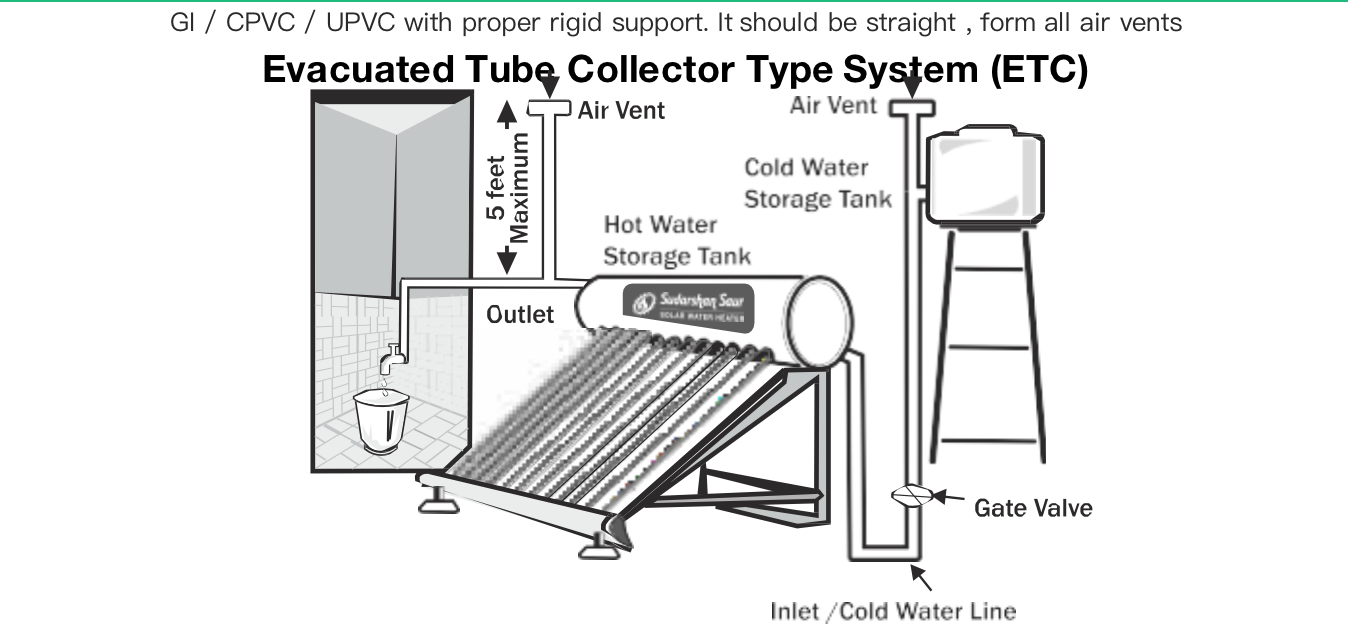 GI / CPVC / UPVC with proper rigid support. It should be straight , form all air vents
Evacuated Tube Collector Type System (ETC)
Air Vent
Air Vent
5 feet
Maximum
Cold Water
Storage Tank
Hot Water
Storage Tank
Sudarshan Saur
SOLAR WATER HEATER
Outlet
Gate Valve
Inlet /Cold Water Line